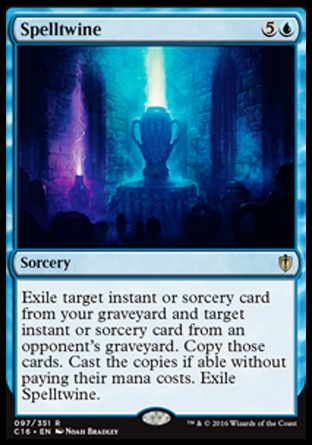 Spelltwine 5
Sorcery
Exile target instant or sorcery card
from your graveyard and target
instant or sorcery card from an
opponent's graveyard. Copy those
cards. Cast the copies if able without
paying their mana costs. Exile
Spelltwine.
097/351 R
C16 • EN Noah Bradley ™ & © 2016 Wizards of the Coast